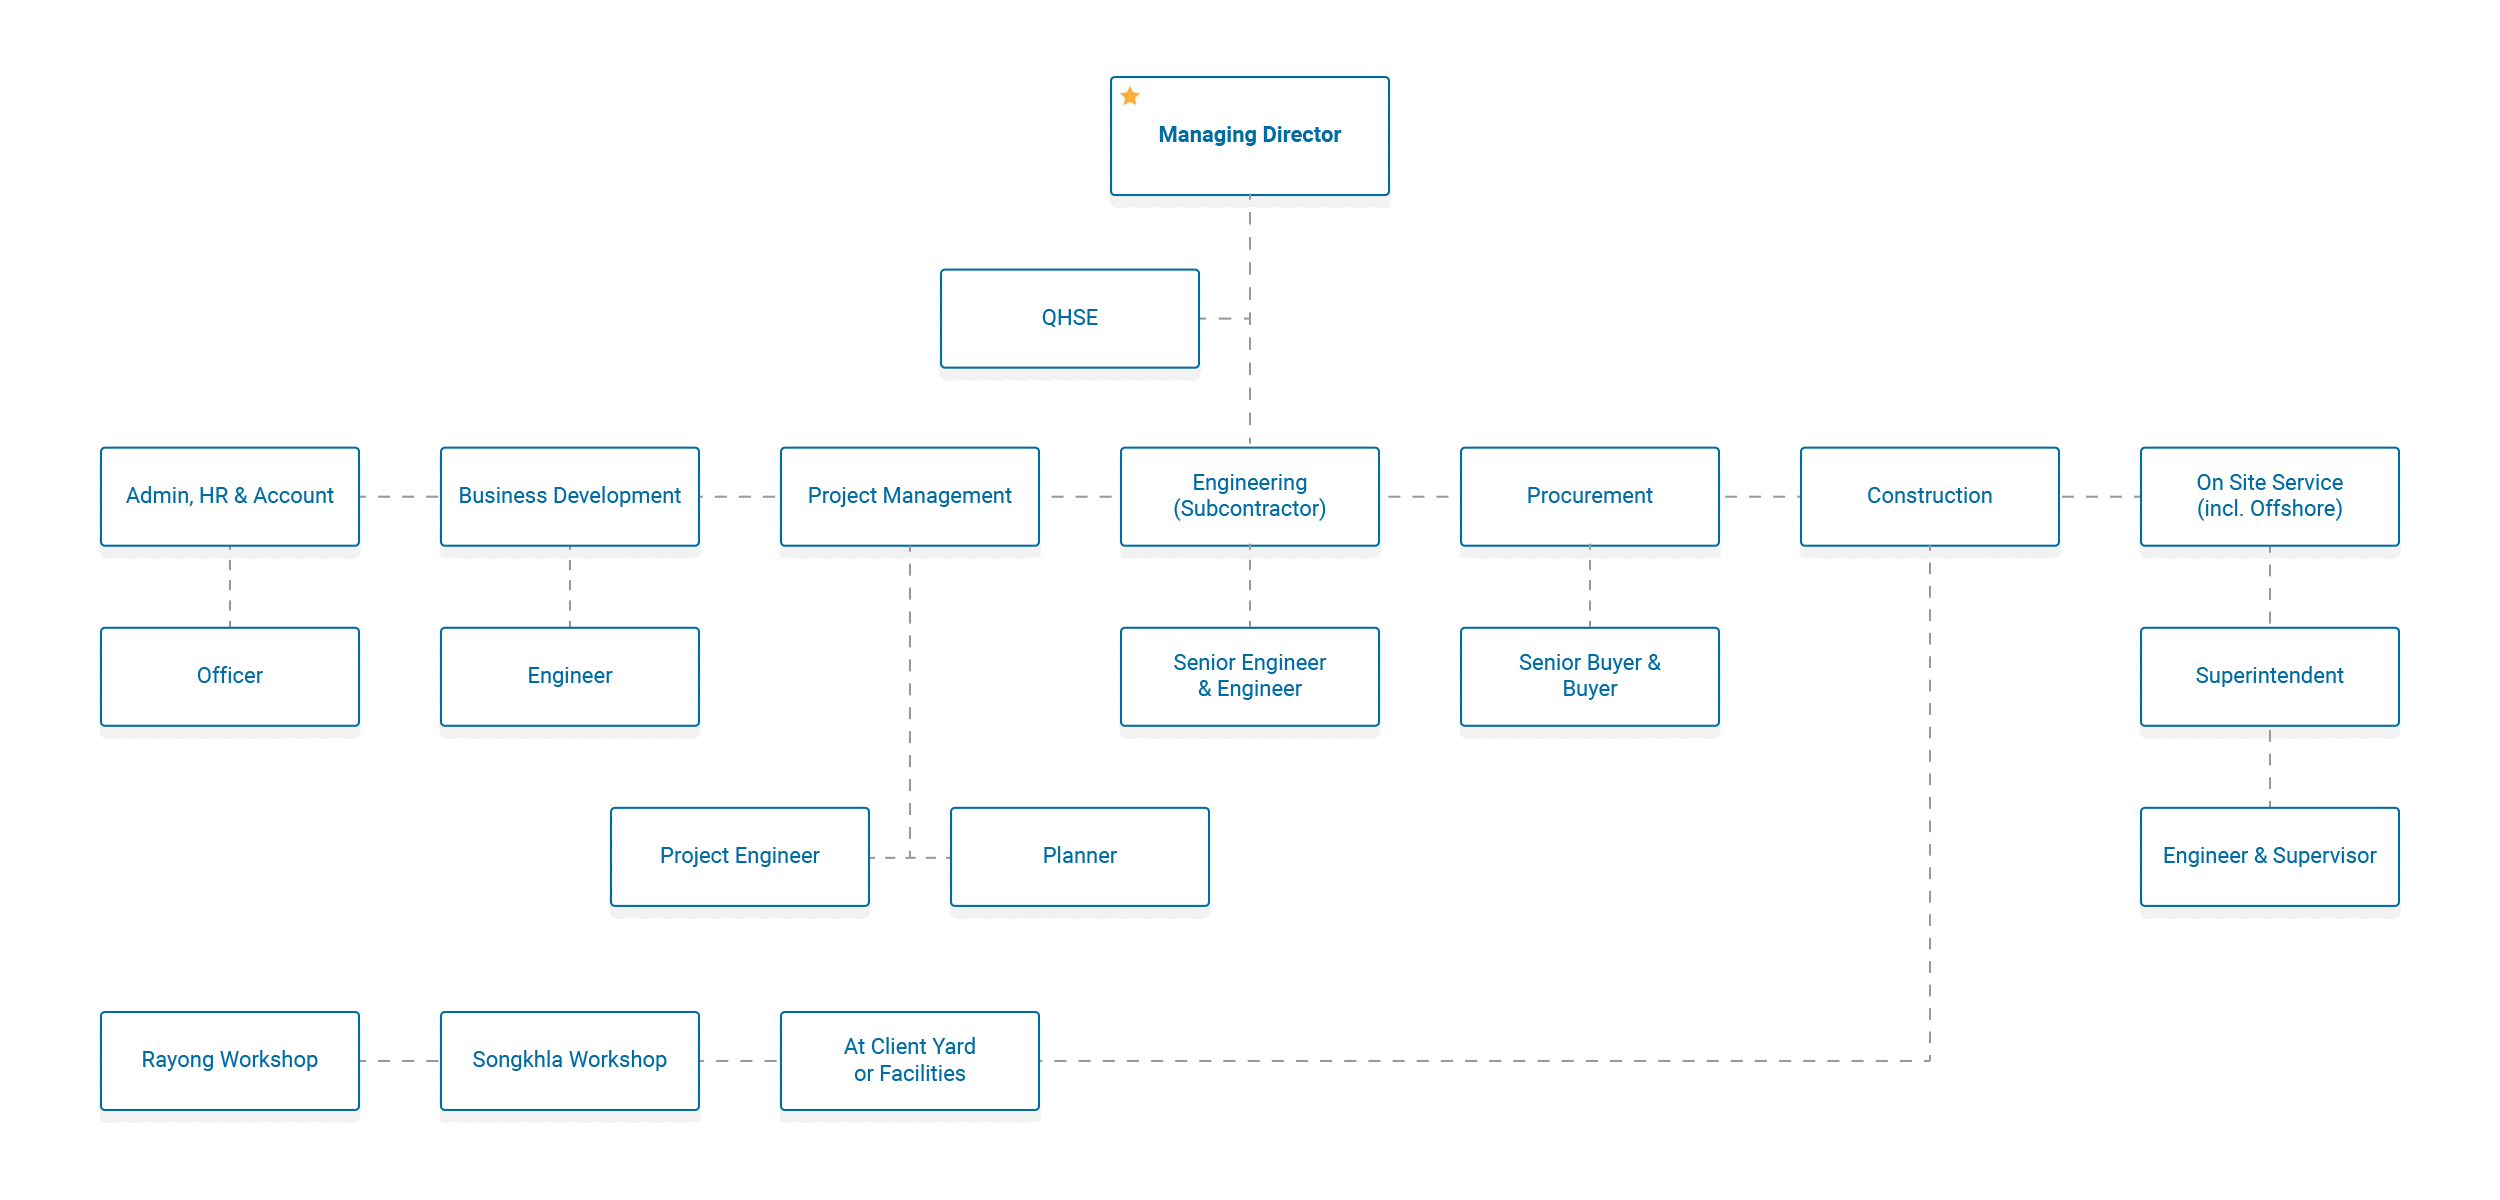 Managing Director
QHSE
Admin, HR & Account
Business Development
Project Management
Engineering
(Subcontractor)
Procurement
Construction
On Site Service
(incl. Offshore)
Officer
Engineer
Senior Engineer
& Engineer
Senior Buyer &
Buyer
Superintendent
Project Engineer
Planner
Engineer & Supervisor
Rayong Workshop
Songkhla Workshop
At Client Yard
or Facilities